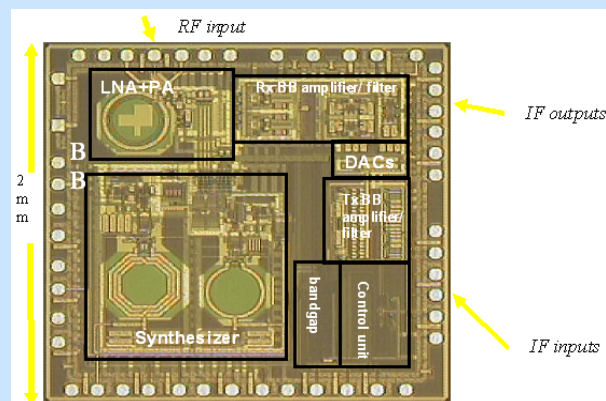 RF input
LNA+PA
Rx BB amplifier/ filter
IF outputs
B
DACs
B
2
m
m
Tx BB
amplifier/
filter
bandgap
Control unit
Synthesizer
IF inputs